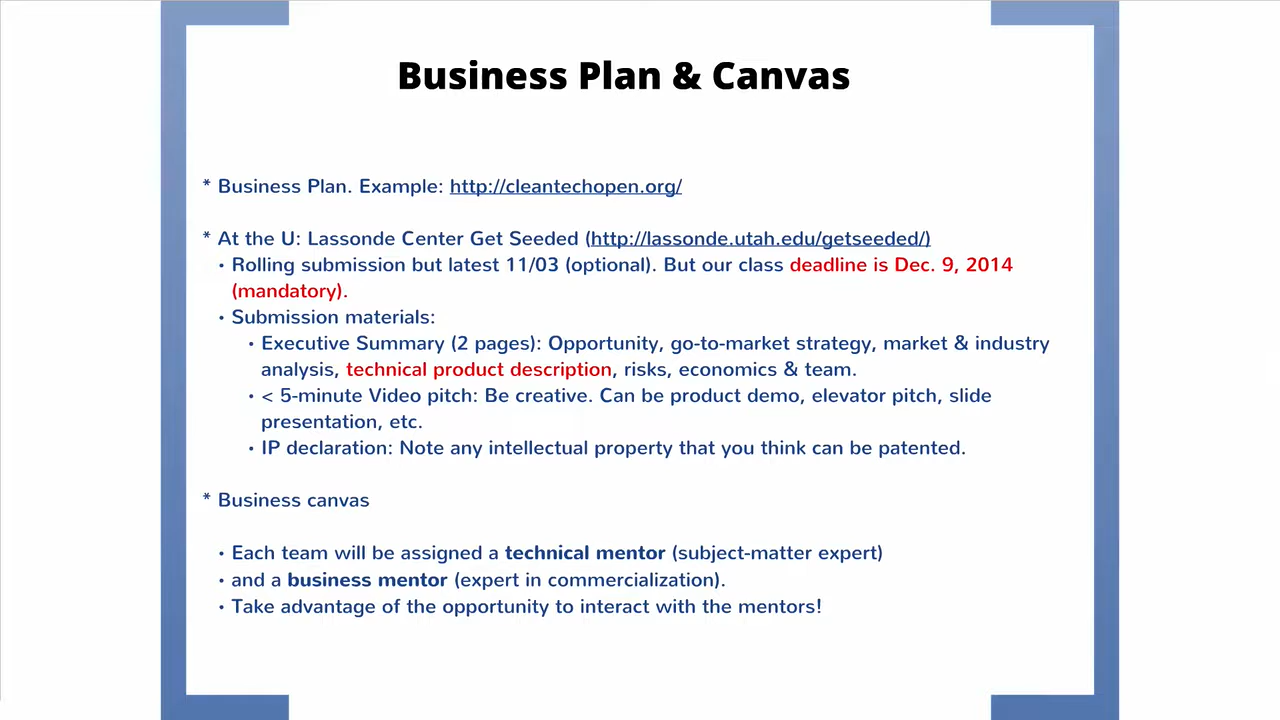 Business Plan & Canvas
* Business Plan. Example: http://cleantechopen.org/
* At the U: Lassonde Center Get Seeded (http://lassonde.utah.edu/getseeded/)
• Rolling submission but latest 11/03 (optional). But our class deadline is Dec. 9, 2014
(mandatory).
• Submission materials:
• Executive Summary (2 pages): Opportunity, go-to-market strategy, market & industry
analysis, technical product description, risks, economics & team.
• < 5-minute Video pitch: Be creative. Can be product demo, elevator pitch, slide
presentation, etc.
• IP declaration: Note any intellectual property that you think can be patented.
* Business canvas
• Each team will be assigned a technical mentor (subject-matter expert)
• and a business mentor (expert in commercialization).
• Take advantage of the opportunity to interact with the mentors!